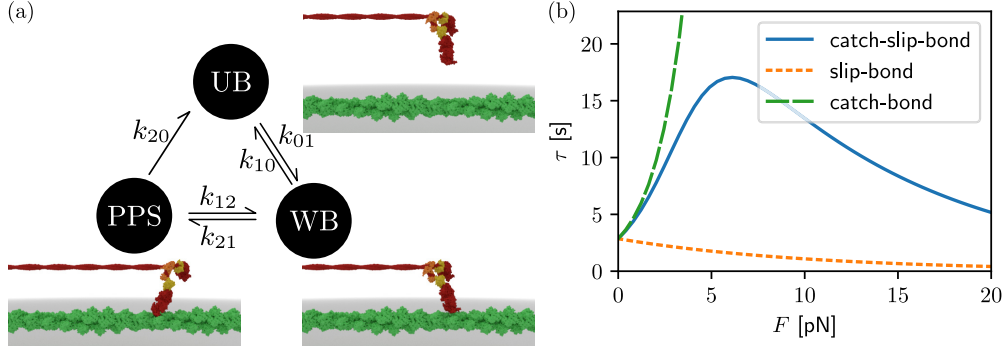 (a)
UB
k₀₁
k₁₀
k₂₀
PPS
k₁₂
k₂₁
WB
(b)
catch-slip-bond
slip-bond
catch-bond
τ [s]
20
15
10
5
0
0 5 10 15 20
F [pN]